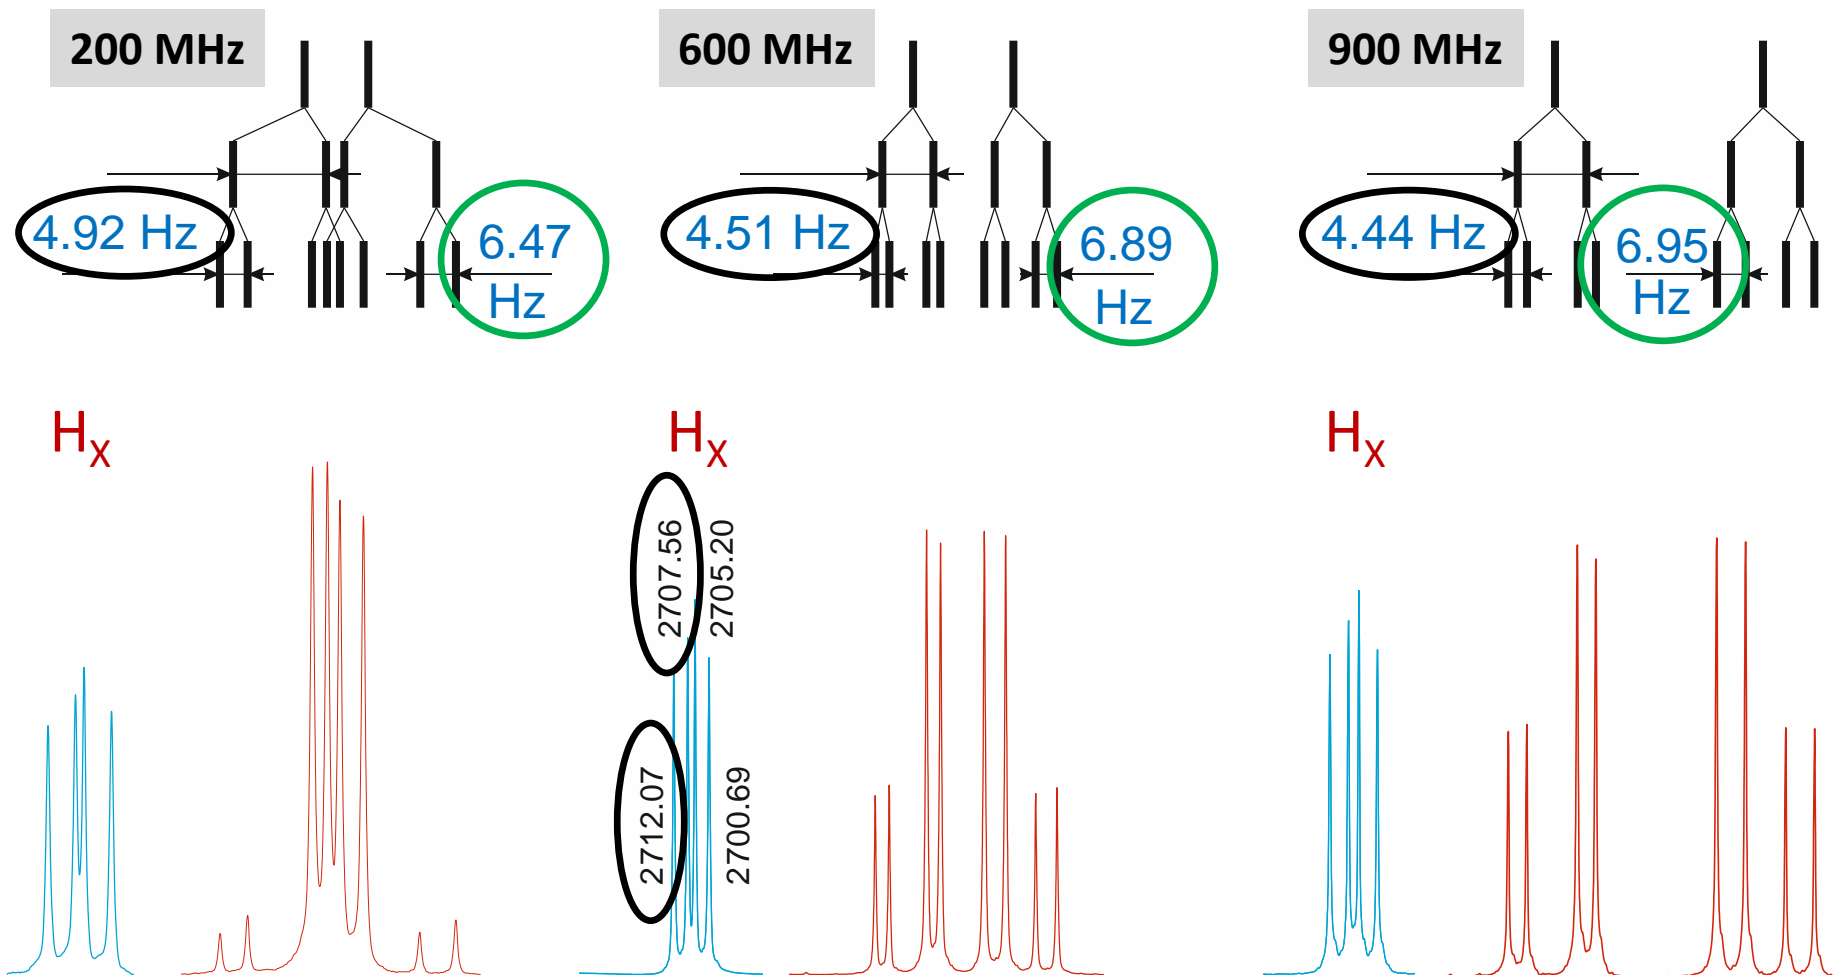 200 MHz
600 MHz
900 MHz
4.92 Hz
6.47
Hz
4.51 Hz
6.89
Hz
4.44 Hz
6.95
Hz
HX
HX
HX
2707.56
2705.20
2712.07
2700.69